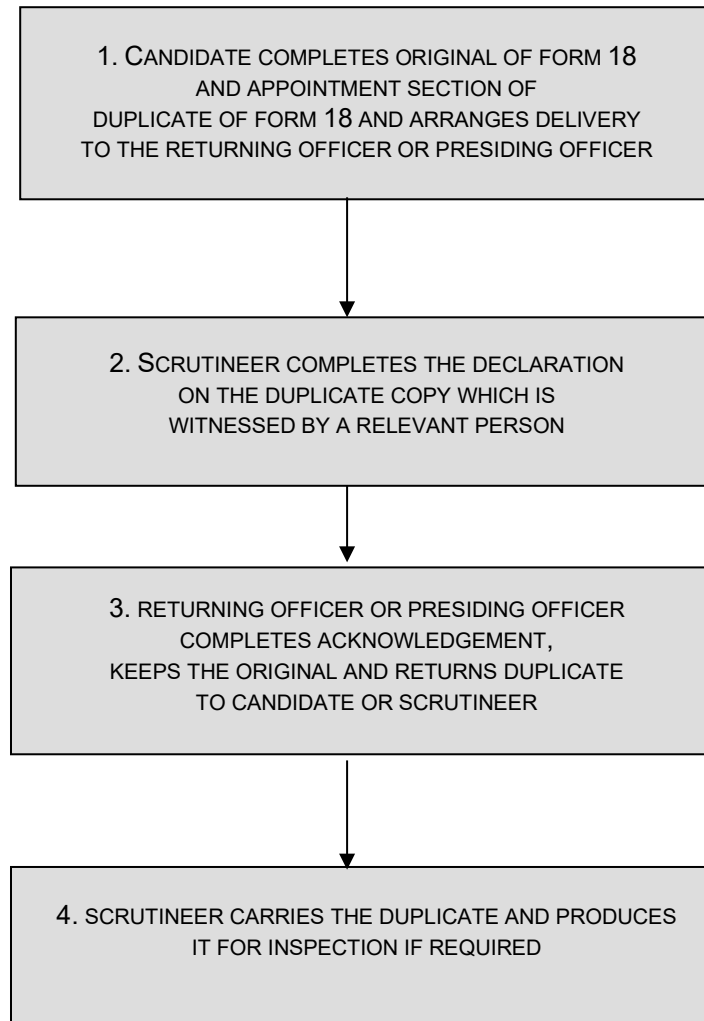 1. CANDIDATE COMPLETES ORIGINAL OF FORM 18
AND APPOINTMENT SECTION OF
DUPLICATE OF FORM 18 AND ARRANGES DELIVERY
TO THE RETURNING OFFICER OR PRESIDING OFFICER
2. SCRUTINEER COMPLETES THE DECLARATION
ON THE DUPLICATE COPY WHICH IS
WITNESSED BY A RELEVANT PERSON
3. RETURNING OFFICER OR PRESIDING OFFICER
COMPLETES ACKNOWLEDGEMENT,
KEEPS THE ORIGINAL AND RETURNS DUPLICATE
TO CANDIDATE OR SCRUTINEER
4. SCRUTINEER CARRIES THE DUPLICATE AND PRODUCES
IT FOR INSPECTION IF REQUIRED